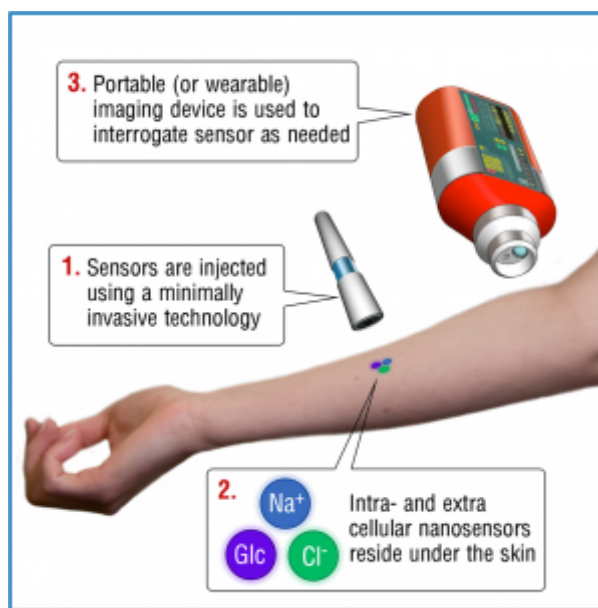 3. Portable (or wearable)
imaging device is used to
interrogate sensor as needed
1. Sensors are injected
using a minimally
invasive technology
2.
Na⁺
Glc
Cl⁻
Intra- and extra
cellular nanosensors
reside under the skin